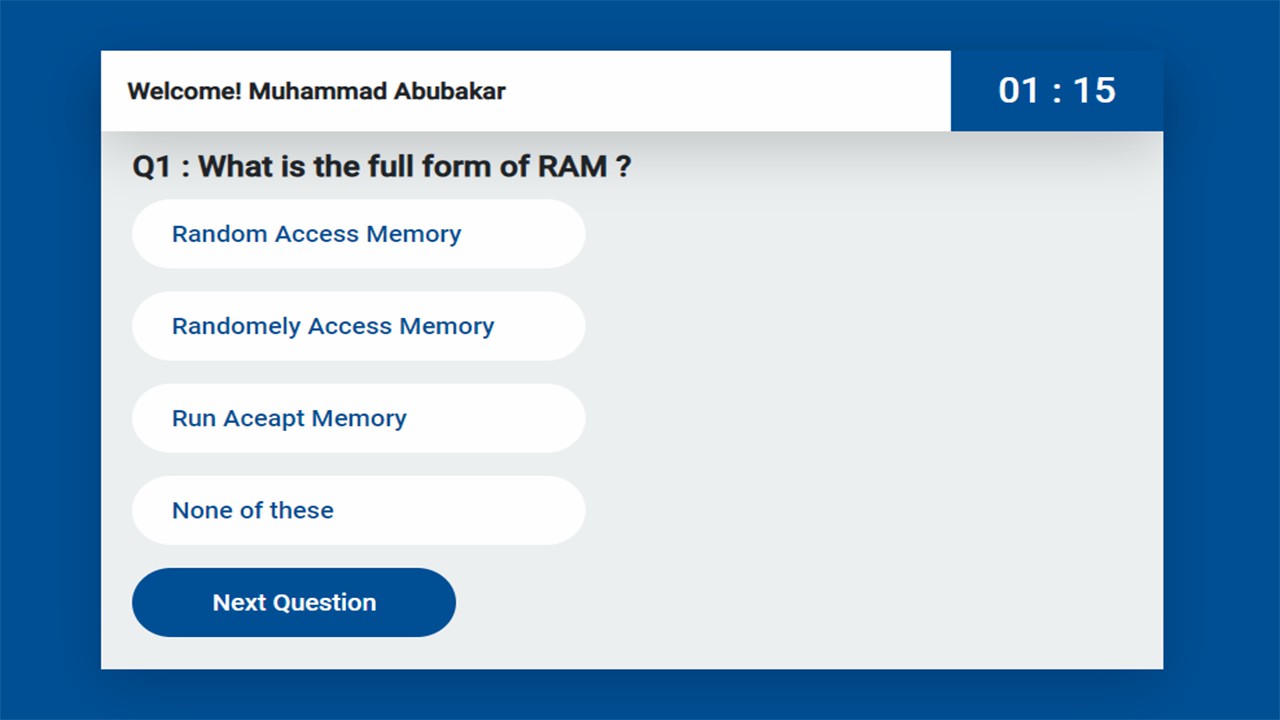 Welcome! Muhammad Abubakar
01 : 15
Q1 : What is the full form of RAM ?
Random Access Memory
Randomely Access Memory
Run Aceapt Memory
None of these
Next Question